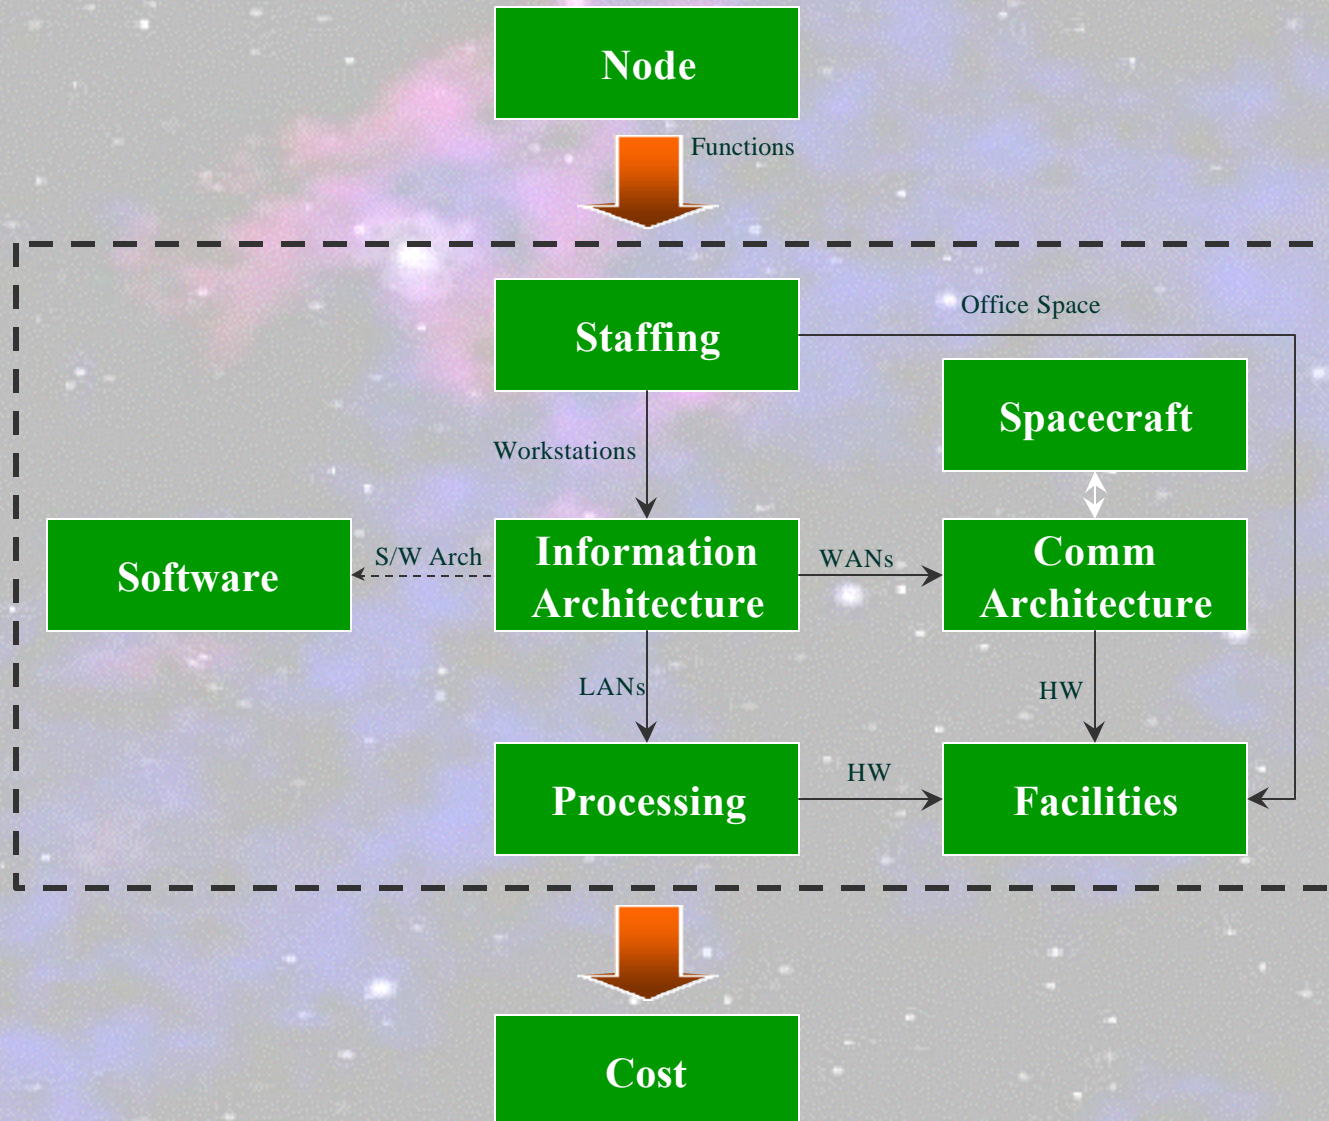 Node
Functions
Office Space
Staffing
Spacecraft
Workstations
Software
S/W Arch
Information
Architecture
WANs
Comm
Architecture
LANs
HW
Processing
HW
Facilities
Cost